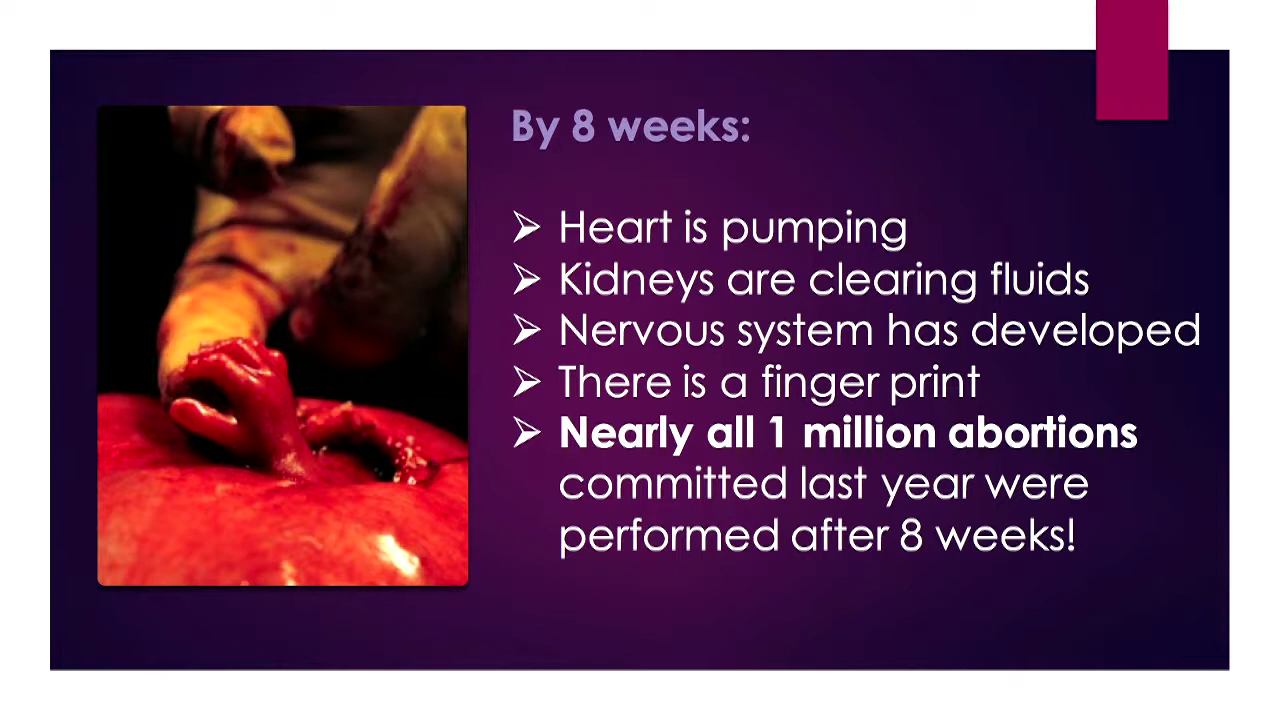 By 8 weeks:
Heart is pumping
Kidneys are clearing fluids
Nervous system has developed
There is a finger print
Nearly all 1 million abortions
committed last year were
performed after 8 weeks!